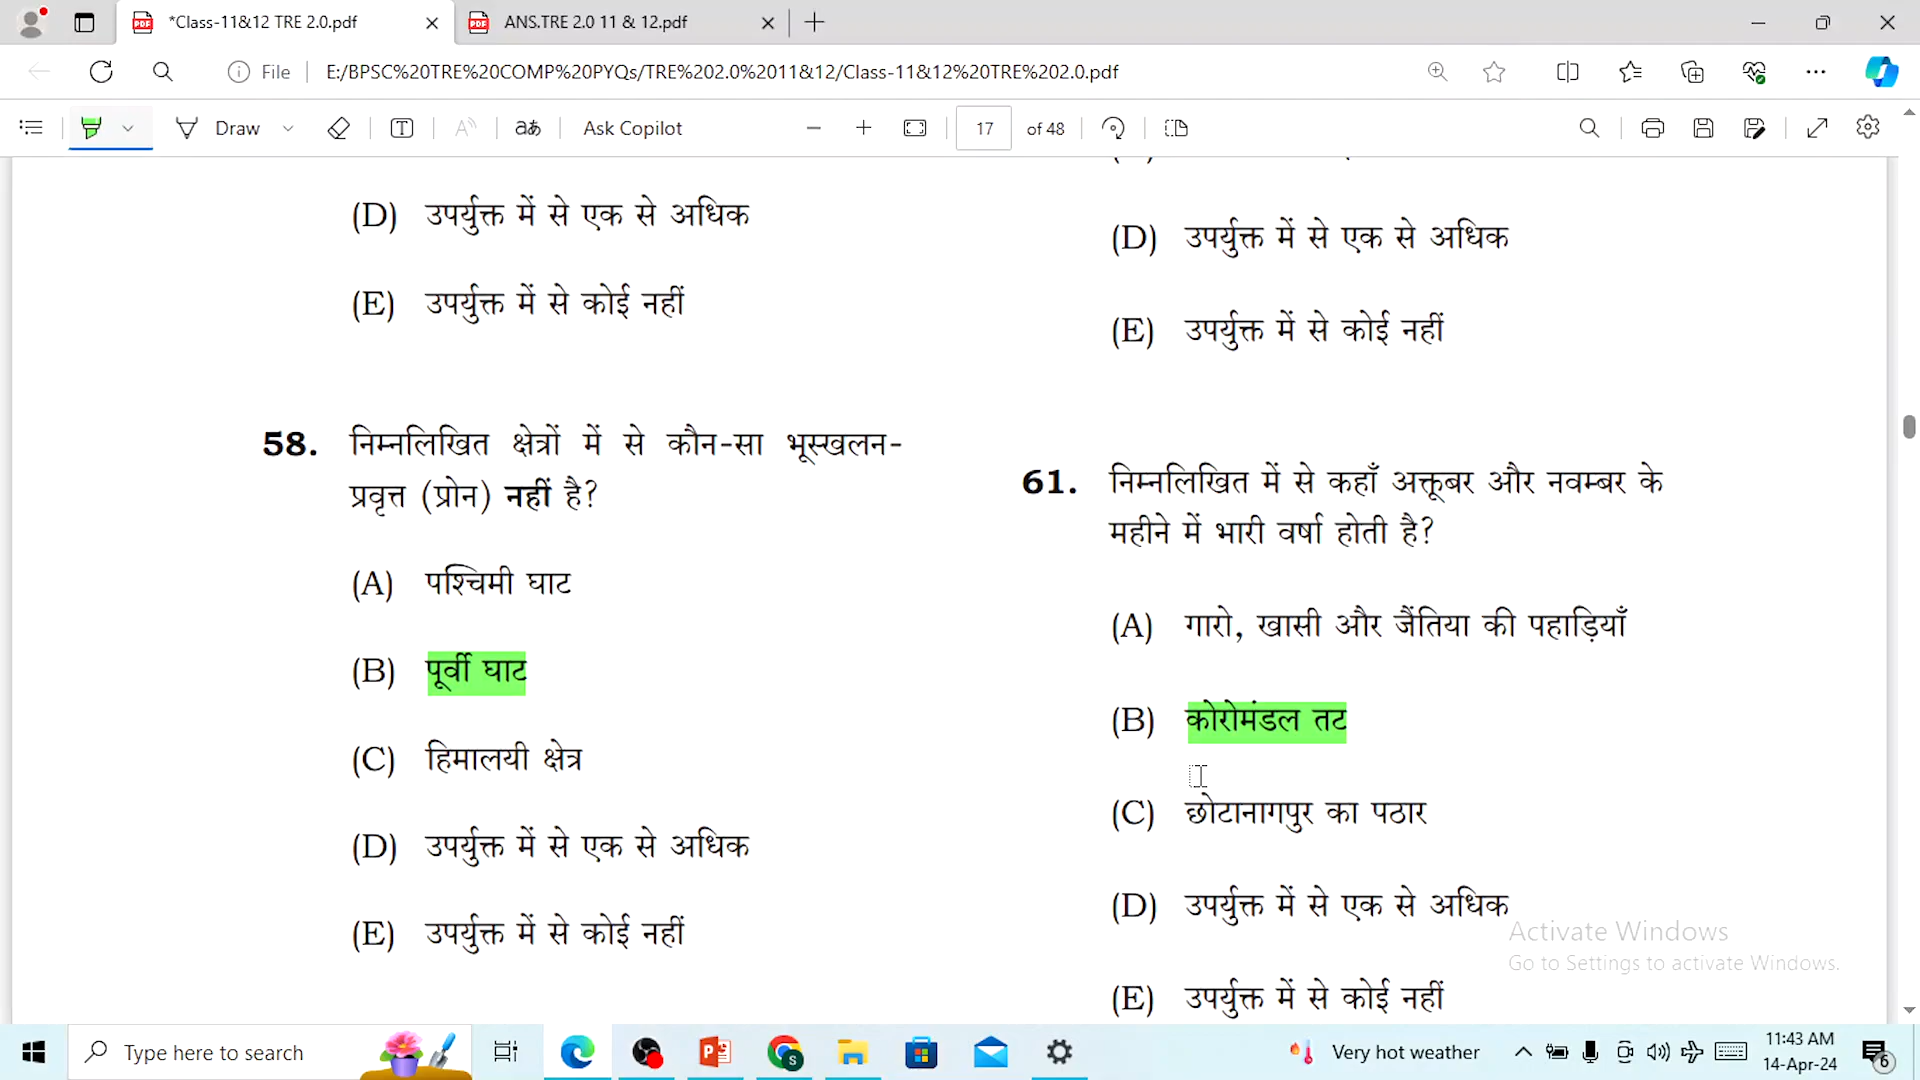 *Class-11&12 TRE 2.0.pdf
ANS.TRE 2.0 11 & 12.pdf
File
E:/BPSC%20TRE%20COMP%20PYQs/TRE%202.0%2011&12/Class-11&12%20TRE%202.0.pdf
Draw
Ask Copilot
17 of 48
(D) उपर्युक्त में से एक से अधिक
(E) उपर्युक्त में से कोई नहीं
58. निम्नलिखित क्षेत्रों में से कौन-सा भूस्खलन-
प्रवृत्त (प्रोन) नहीं है?
(A) पश्चिमी घाट
(B) पूर्वी घाट
(C) हिमालयी क्षेत्र
(D) उपर्युक्त में से एक से अधिक
(E) उपर्युक्त में से कोई नहीं
(D) उपर्युक्त में से एक से अधिक
(E) उपर्युक्त में से कोई नहीं
61. निम्नलिखित में से कहाँ अक्तूबर और नवम्बर के
महीने में भारी वर्षा होती है?
(A) गारो, खासी और जैंतिया की पहाड़ियाँ
(B) कोरोमंडल तट
(C) छोटानागपुर का पठार
(D) उपर्युक्त में से एक से अधिक
(E) उपर्युक्त में से कोई नहीं
Activate Windows
Go to Settings to activate Windows.
Type here to search
Very hot weather
11:43 AM
14-Apr-24
6